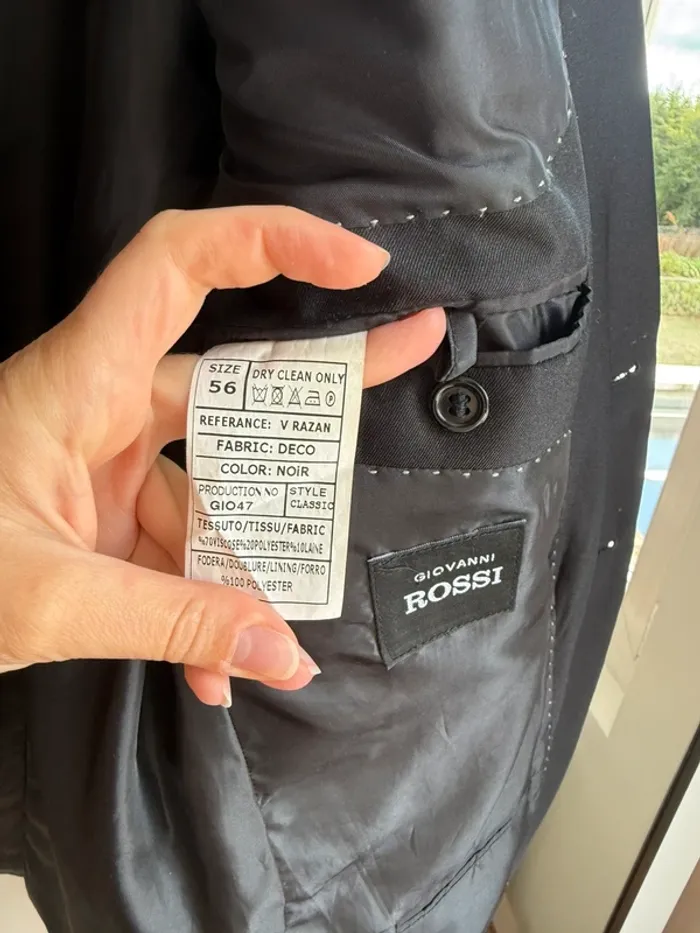 SIZE
56
DRY CLEAN ONLY
REFERANCE: V RAZAN
FABRIC: DECO
COLOR: NOİR
PRODUCTION NO
GIO47
STYLE
CLASSIC
TESSUTO/TISSU/FABRIC
%70VISCOSE%20POLYESTER%10LAINE
FODERA/DOUBLURE/LINING/FORRO
%100 POLYESTER
GIOVANNI
ROSSI